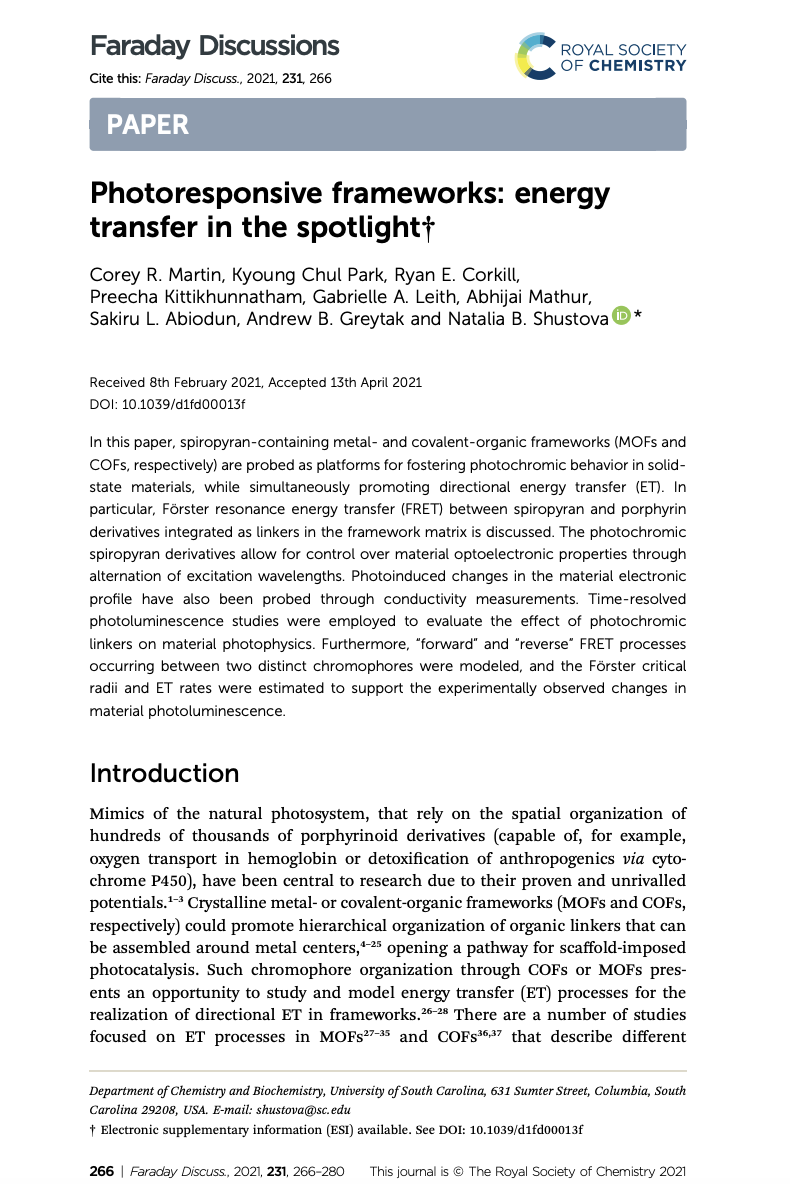 Faraday Discussions
Cite this: Faraday Discuss., 2021, 231, 266
ROYAL SOCIETY
OF CHEMISTRY
PAPER
Photoresponsive frameworks: energy
transfer in the spotlight†
Corey R. Martin, Kyoung Chul Park, Ryan E. Corkill,
Preecha Kittikhunnatham, Gabrielle A. Leith, Abhijai Mathur,
Sakiru L. Abiodun, Andrew B. Greytak and Natalia B. Shustova iD *
Received 8th February 2021, Accepted 13th April 2021
DOI: 10.1039/d1fd00013f
In this paper, spiropyran-containing metal- and covalent-organic frameworks (MOFs and
COFs, respectively) are probed as platforms for fostering photochromic behavior in solid-
state materials, while simultaneously promoting directional energy transfer (ET). In
particular, Förster resonance energy transfer (FRET) between spiropyran and porphyrin
derivatives integrated as linkers in the framework matrix is discussed. The photochromic
spiropyran derivatives allow for control over material optoelectronic properties through
alternation of excitation wavelengths. Photoinduced changes in the material electronic
profile have also been probed through conductivity measurements. Time-resolved
photoluminescence studies were employed to evaluate the effect of photochromic
linkers on material photophysics. Furthermore, “forward” and “reverse” FRET processes
occurring between two distinct chromophores were modeled, and the Förster critical
radii and ET rates were estimated to support the experimentally observed changes in
material photoluminescence.
Introduction
Mimics of the natural photosystem, that rely on the spatial organization of
hundreds of thousands of porphyrinoid derivatives (capable of, for example,
oxygen transport in hemoglobin or detoxification of anthropogenics via cyto-
chrome P450), have been central to research due to their proven and unrivalled
potentials.1–3 Crystalline metal- or covalent-organic frameworks (MOFs and COFs,
respectively) could promote hierarchical organization of organic linkers that can
be assembled around metal centers,4–25 opening a pathway for scaffold-imposed
photocatalysis. Such chromophore organization through COFs or MOFs pres-
ents an opportunity to study and model energy transfer (ET) processes for the
realization of directional ET in frameworks.26–28 There are a number of studies
focused on ET processes in MOFs27–35 and COFs36,37 that describe different
Department of Chemistry and Biochemistry, University of South Carolina, 631 Sumter Street, Columbia, South
Carolina 29208, USA. E-mail: shustova@sc.edu
† Electronic supplementary information (ESI) available. See DOI: 10.1039/d1fd00013f
266 | Faraday Discuss., 2021, 231, 266–280 This journal is © The Royal Society of Chemistry 2021